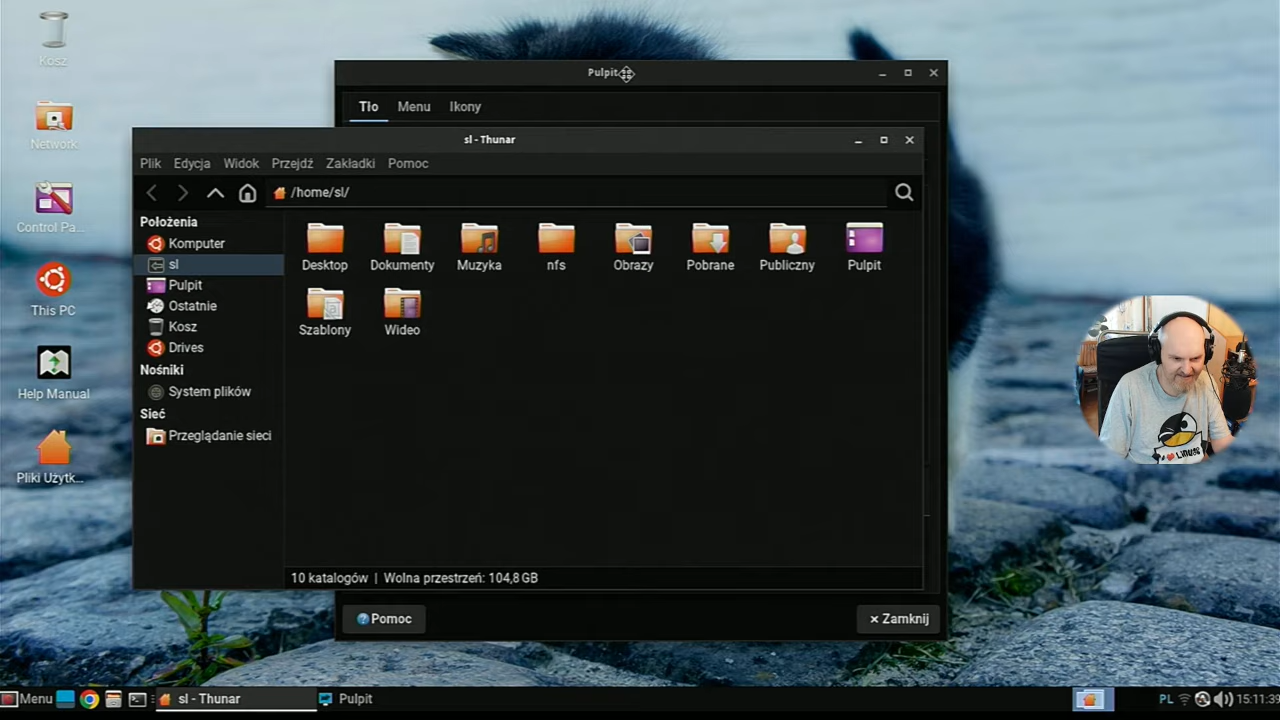 Kosz
Network
Control Pa...
This PC
Help Manual
Pliki Użytk...
Pulpit
Tło Menu Ikony
sl - Thunar
Plik Edycja Widok Przejdź Zakładki Pomoc
/home/sl/
Położenia
Komputer
sl
Pulpit
Ostatnie
Kosz
Drives
Nośniki
System plików
Sieć
Przeglądanie sieci
Desktop Dokumenty Muzyka nfs Obrazy Pobrane Publiczny Pulpit
Szablony Wideo
10 katalogów | Wolna przestrzeń: 104,8 GB
Pomoc
Zamknij
I ❤ LINUX
Menu
sl - Thunar
Pulpit
PL
15:11:39